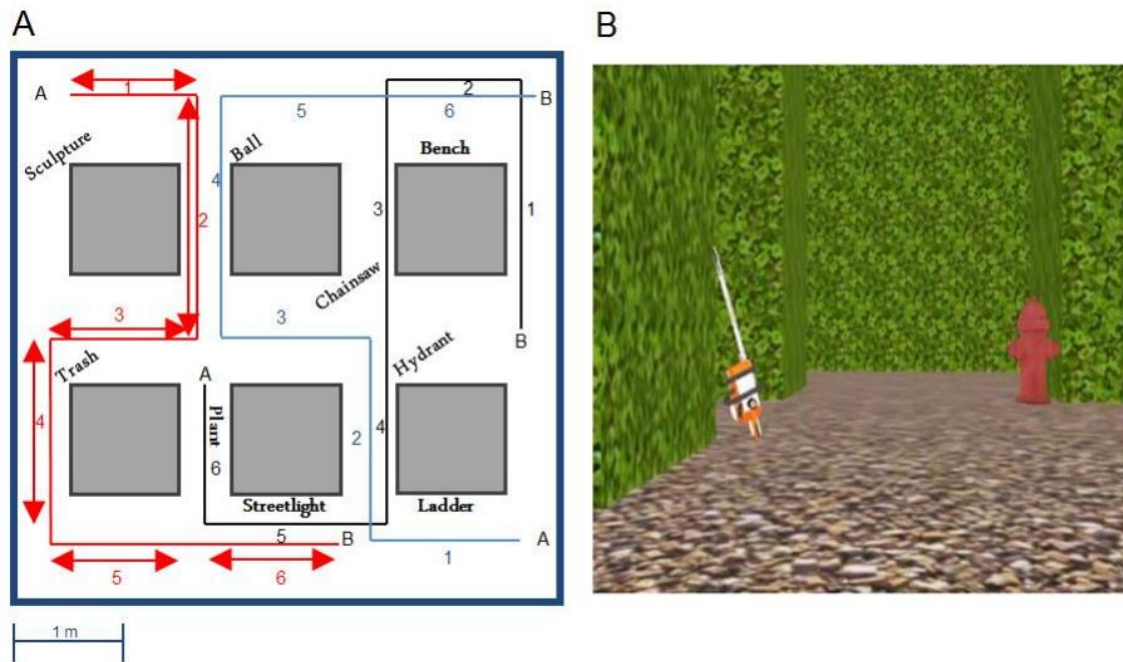 A
B
A
1
2
B
5
6
Sculpture
Ball
Bench
4
3
1
2
Chainsaw
3
3
B
Trash
A
Hydrant
4
Plant
2
4
6
Streetlight
Ladder
5
B
A
5
6
1
1 m